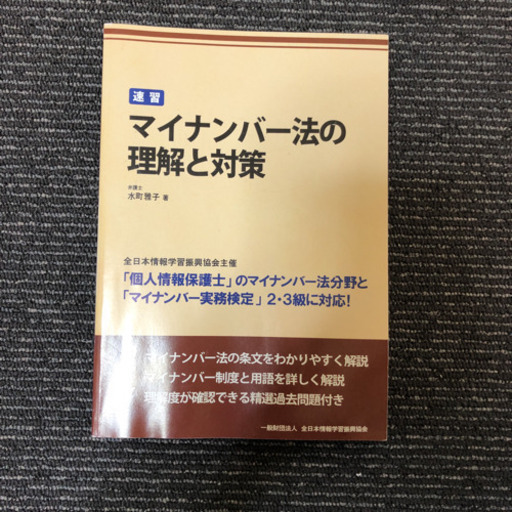 速習
マイナンバー法の
理解と対策
弁護士
水町雅子 著
全日本情報学習振興協会主催
「個人情報保護士」のマイナンバー法分野と
「マイナンバー実務検定」2・3級に対応!
マイナンバー法の条文をわかりやすく解説
マイナンバー制度と用語を詳しく解説
理解度が確認できる精選過去問題付き
一般財団法人 全日本情報学習振興協会